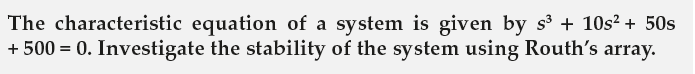 The characteristic equation of a system is given by s³ + 10s² + 50s
+ 500 = 0. Investigate the stability of the system using Routh's array.